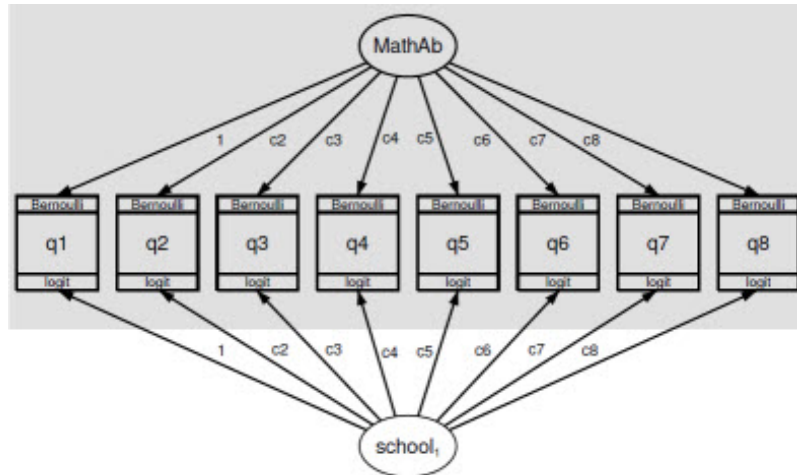 MathAb
1 c2 c3 c4 c5 c6 c7 c8
Bernoulli Bernoulli Bernoulli Bernoulli Bernoulli Bernoulli Bernoulli Bernoulli
q1 q2 q3 q4 q5 q6 q7 q8
logit logit logit logit logit logit logit logit
1 c2 c3 c4 c5 c6 c7 c8
school₁